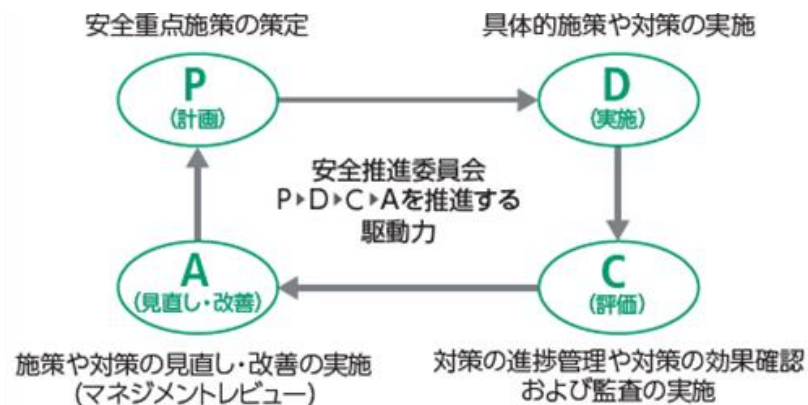 安全重点施策の策定
具体的施策や対策の実施
P
(計画)
D
(実施)
安全推進委員会
P▶D▶C▶Aを推進する
駆動力
A
(見直し・改善)
C
(評価)
施策や対策の見直し・改善の実施
(マネジメントレビュー)
対策の進捗管理や対策の効果確認
および監査の実施